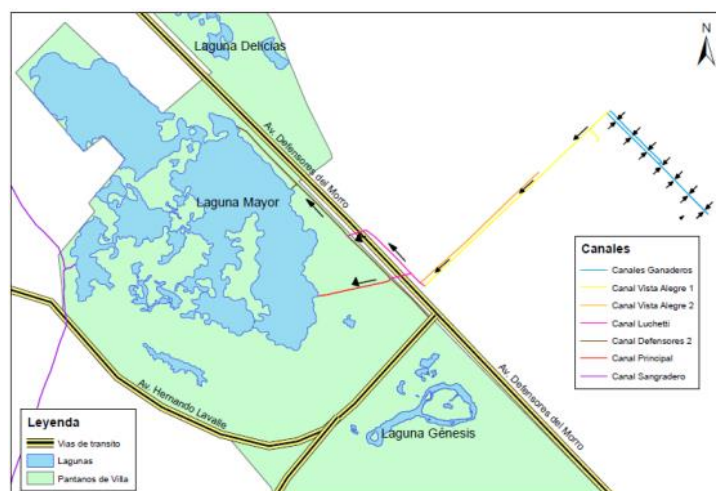 Laguna Delicias
N
Av. Defensores del Morro
Laguna Mayor
Av. Defensores del Morro
Av. Hernando Lavalle
Laguna Génesis
Canales
Canales Ganaderos
Canal Vista Alegre 1
Canal Vista Alegre 2
Canal Luchetti
Canal Defensores 2
Canal Principal
Canal Sangradero
Leyenda
Vias de transito
Lagunas
Pantanos de Villa